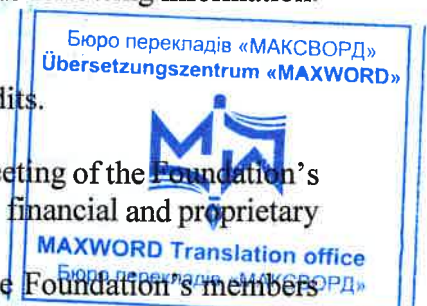 Бюро перекладів «МАКСВОРД»
Übersetzungszentrum «MAXWORD»
dits.
eting of the Foundation's
financial and proprietary
MAXWORD Translation office
Бюро перекладів «МАКСВОРД»
e Foundation's members